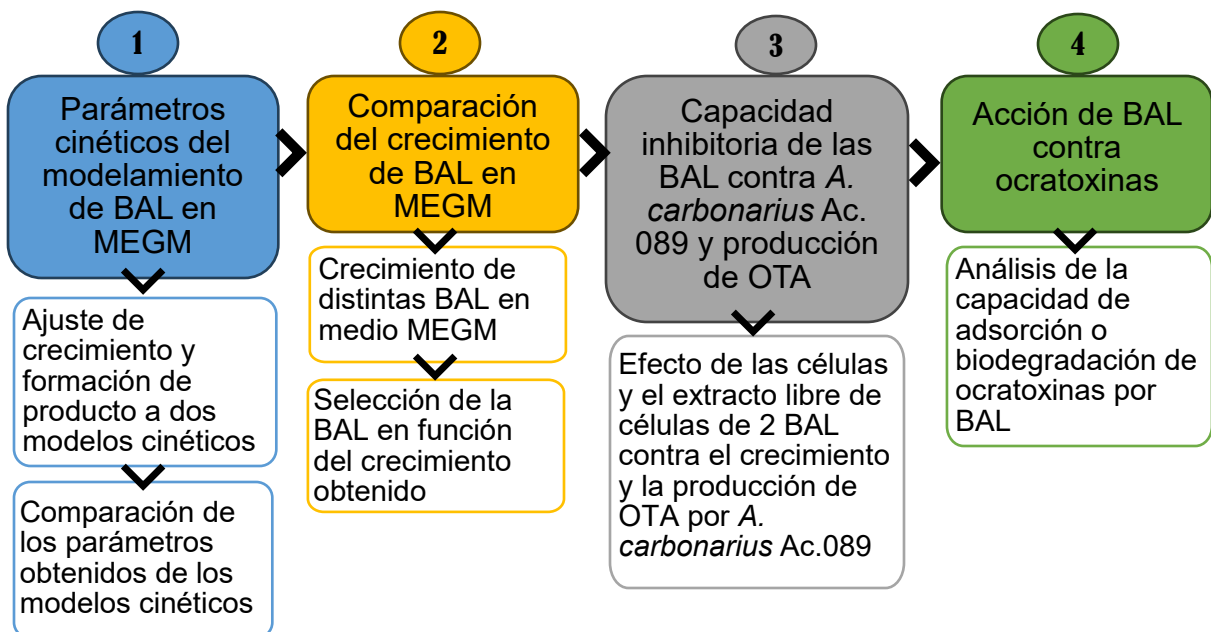 1
Parámetros
cinéticos del
modelamiento
de BAL en
MEGM
Ajuste de
crecimiento y
formación de
producto a dos
modelos cinéticos
Comparación de
los parámetros
obtenidos de los
modelos cinéticos
2
Comparación
del crecimiento
de BAL en
MEGM
Crecimiento de
distintas BAL en
medio MEGM
Selección de la
BAL en función
del crecimiento
obtenido
3
Capacidad
inhibitoria de las
BAL contra A.
carbonarius Ac.
089 y producción
de OTA
Efecto de las células
y el extracto libre de
células de 2 BAL
contra el crecimiento
y la producción de
OTA por A.
carbonarius Ac.089
4
Acción de BAL
contra
ocratoxinas
Análisis de la
capacidad de
adsorción o
biodegradación de
ocratoxinas por
BAL